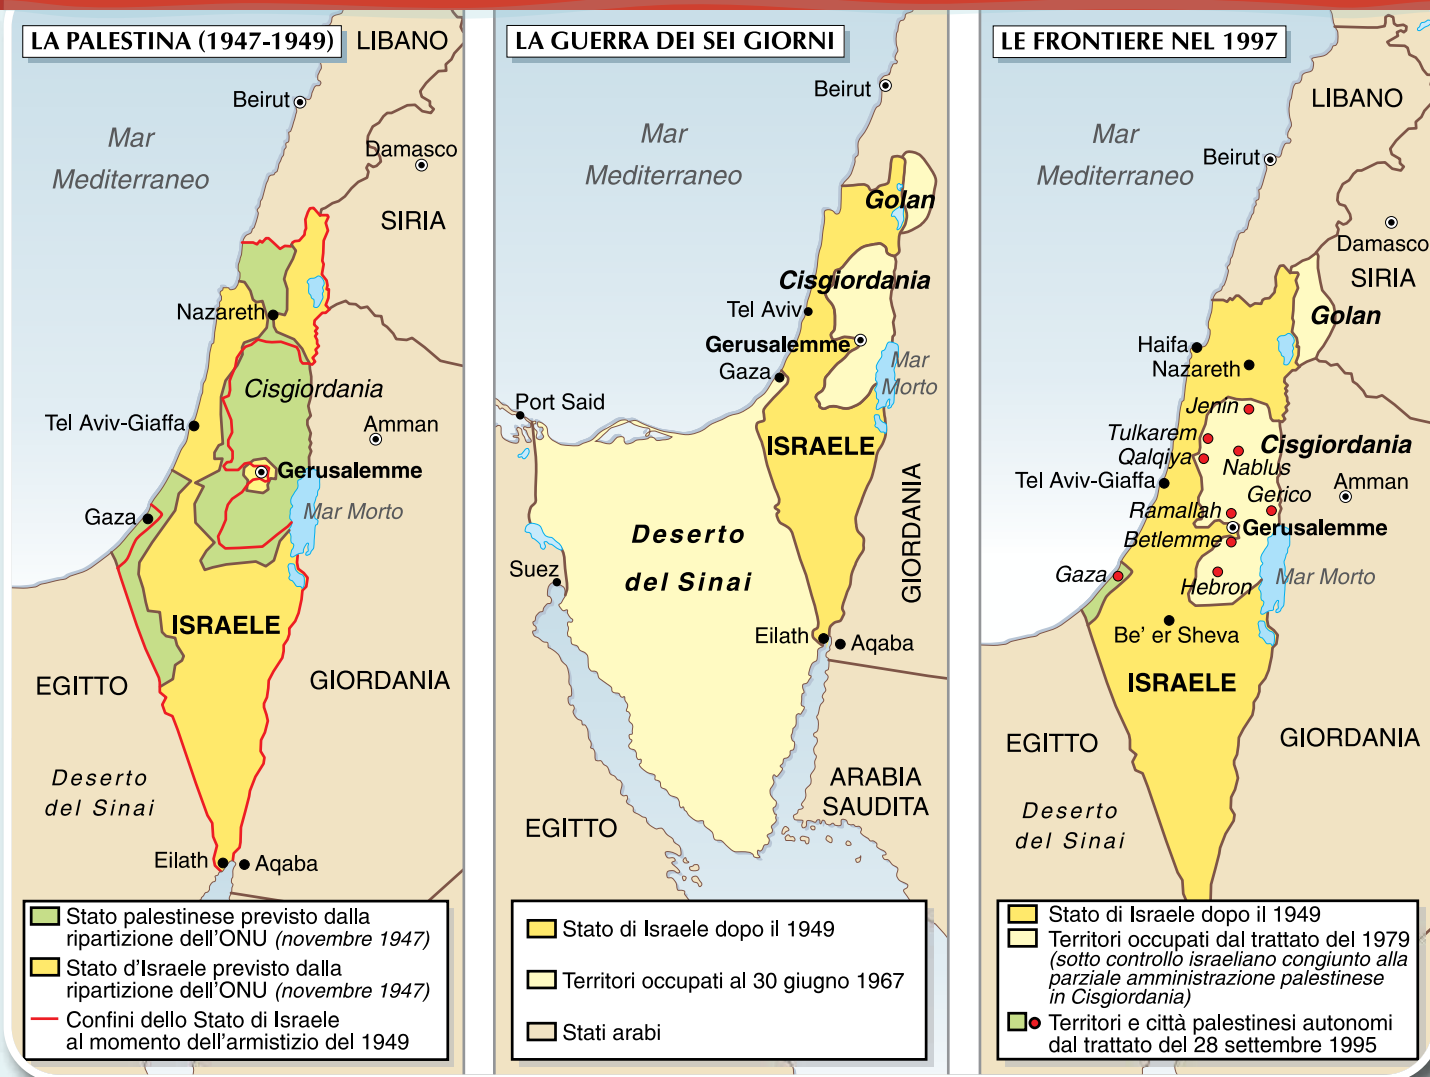 LA PALESTINA (1947-1949)
LIBANO
Beirut
Mar
Mediterraneo
Damasco
SIRIA
Nazareth
Cisgiordania
Tel Aviv-Giaffa
Amman
Gerusalemme
Gaza
Mar Morto
ISRAELE
EGITTO
GIORDANIA
Deserto
del Sinai
Eilath
Aqaba
Stato palestinese previsto dalla
ripartizione dell'ONU (novembre 1947)
Stato d'Israele previsto dalla
ripartizione dell'ONU (novembre 1947)
Confini dello Stato di Israele
al momento dell'armistizio del 1949
LA GUERRA DEI SEI GIORNI
Beirut
Mar
Mediterraneo
Golan
Cisgiordania
Tel Aviv
Gerusalemme
Mar
Morto
Gaza
Port Said
ISRAELE
Deserto
del Sinai
GIORDANIA
Suez
Eilath
Aqaba
ARABIA
SAUDITA
EGITTO
Stato di Israele dopo il 1949
Territori occupati al 30 giugno 1967
Stati arabi
LE FRONTIERE NEL 1997
LIBANO
Mar
Mediterraneo
Beirut
Damasco
SIRIA
Golan
Haifa
Nazareth
Jenin
Tulkarem
Cisgiordania
Qalqiya
Nablus
Tel Aviv-Giaffa
Amman
Gerico
Ramallah
Gerusalemme
Betlemme
Gaza
Hebron
Mar Morto
Be' er Sheva
ISRAELE
EGITTO
GIORDANIA
Deserto
del Sinai
Stato di Israele dopo il 1949
Territori occupati dal trattato del 1979
(sotto controllo israeliano congiunto alla
parziale amministrazione palestinese
in Cisgiordania)
Territori e città palestinesi autonomi
dal trattato del 28 settembre 1995